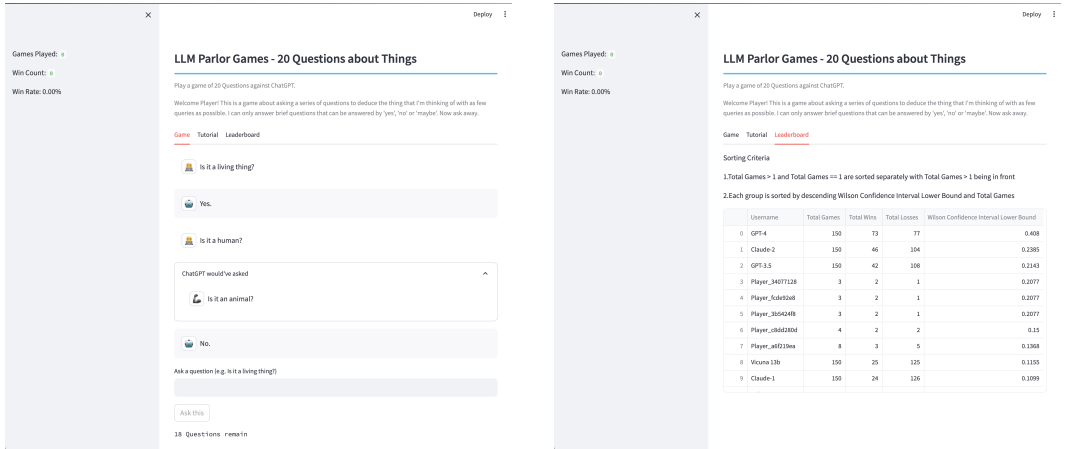 Deploy
Games Played: 0
Win Count: 0
Win Rate: 0.00%
LLM Parlor Games - 20 Questions about Things
Play a game of 20 Questions against ChatGPT.
Welcome Player! This is a game about asking a series of questions to deduce the thing that I'm thinking of with as few
queries as possible. I can only answer brief questions that can be answered by 'yes', 'no' or 'maybe'. Now ask away.
Game Tutorial Leaderboard
Is it a living thing?
Yes.
Is it a human?
ChatGPT would've asked
Is it an animal?
No.
Ask a question (e.g. Is it a living thing?)
Ask this
18 Questions remain
Deploy
Games Played: 0
Win Count: 0
Win Rate: 0.00%
LLM Parlor Games - 20 Questions about Things
Play a game of 20 Questions against ChatGPT.
Welcome Player! This is a game about asking a series of questions to deduce the thing that I'm thinking of with as few
queries as possible. I can only answer brief questions that can be answered by 'yes', 'no' or 'maybe'. Now ask away.
Game Tutorial Leaderboard
Sorting Criteria
1.Total Games > 1 and Total Games == 1 are sorted separately with Total Games > 1 being in front
2.Each group is sorted by descending Wilson Confidence Interval Lower Bound and Total Games
Username Total Games Total Wins Total Losses Wilson Confidence Interval Lower Bound
0 GPT-4 150 73 77 0.408
1 Claude-2 150 46 104 0.2385
2 GPT-3.5 150 42 108 0.2143
3 Player_34077128 3 2 1 0.2077
4 Player_fcde92e8 3 2 1 0.2077
5 Player_3b5424f8 3 2 1 0.2077
6 Player_c8dd280d 4 2 2 0.15
7 Player_a6f219ea 8 3 5 0.1368
8 Vicuna 13b 150 25 125 0.1155
9 Claude-1 150 24 126 0.1099